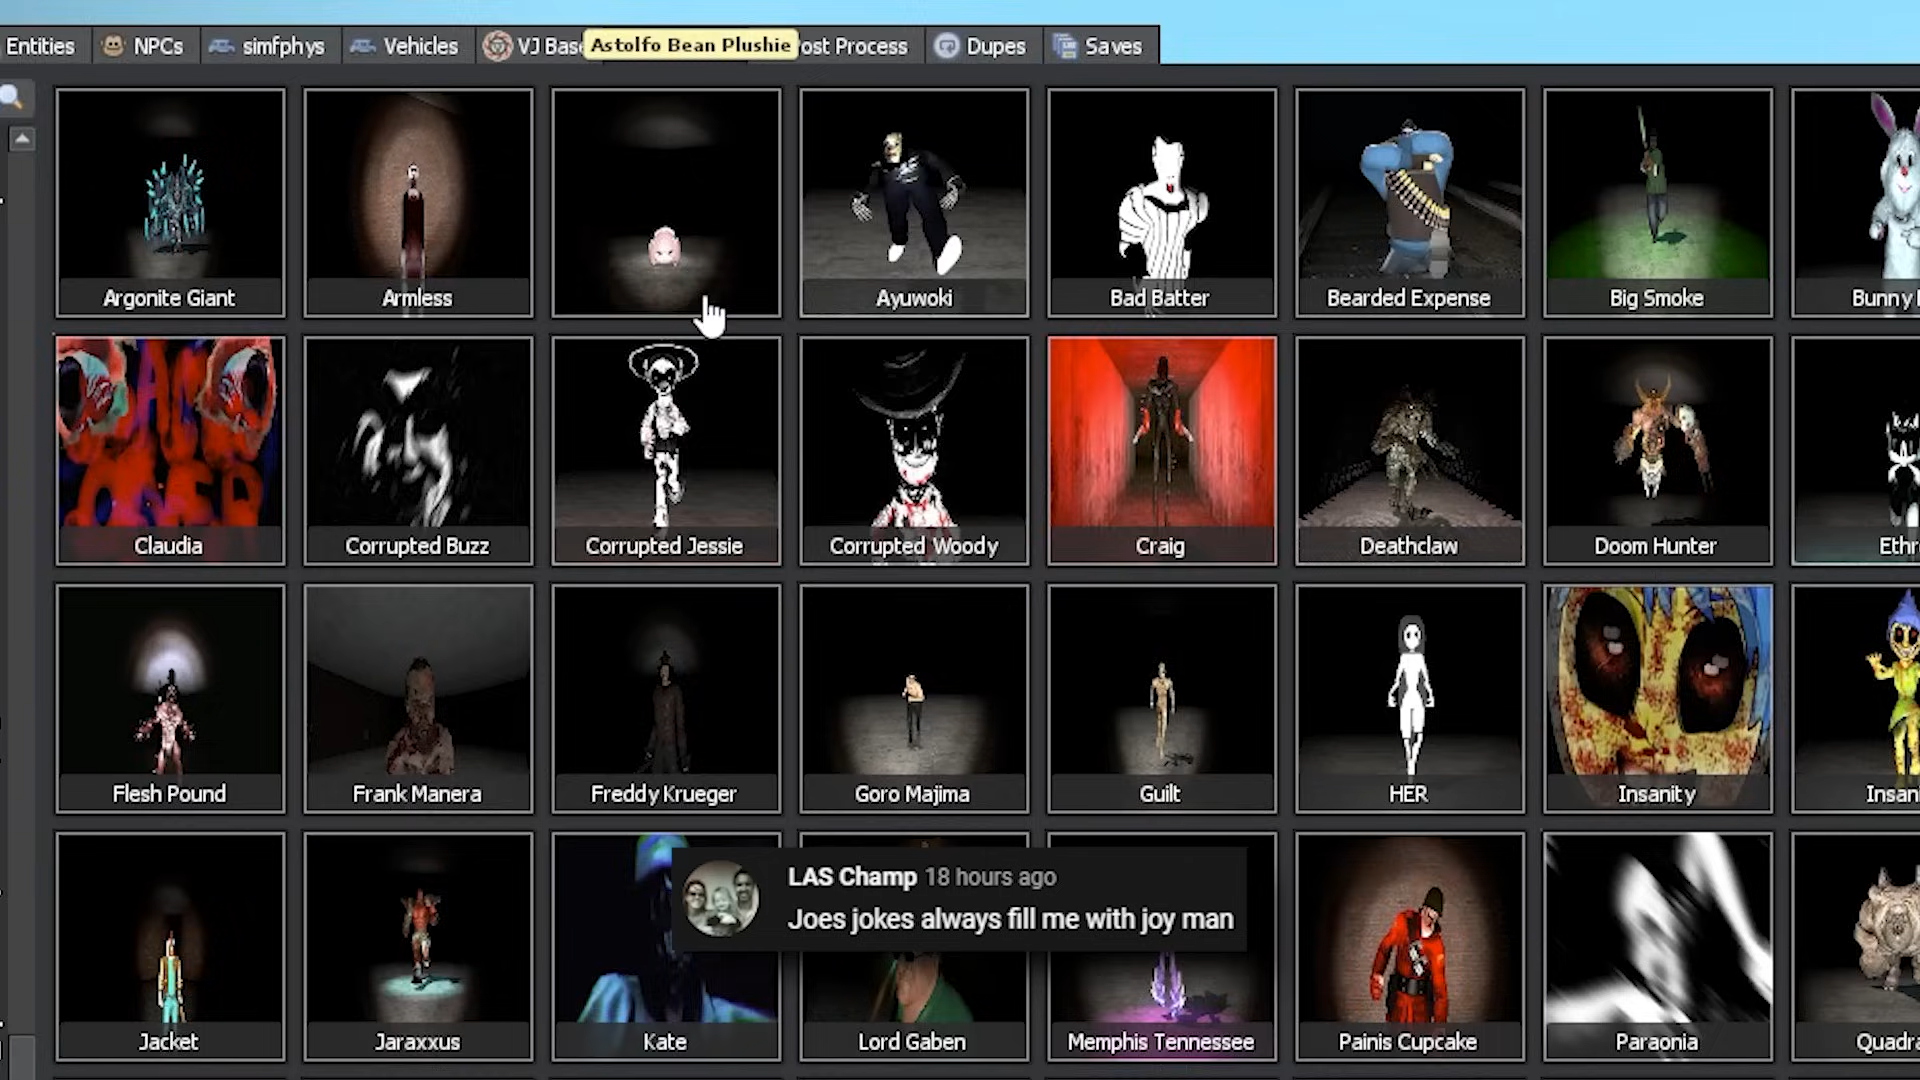 Entities NPCs simfphys Vehicles VJ Base Astolfo Bean Plushie Post Process Dupes Saves
Argonite Giant Armless Ayuwoki Bad Batter Bearded Expense Big Smoke Bunny
Claudia Corrupted Buzz Corrupted Jessie Corrupted Woody Craig Deathclaw Doom Hunter Ethr
Flesh Pound Frank Manera Freddy Krueger Goro Majima Guilt HER Insanity Insan
LAS Champ 18 hours ago
Joes jokes always fill me with joy man
Jacket Jaraxxus Kate Lord Gaben Memphis Tennessee Painis Cupcake Paraonia Quadra